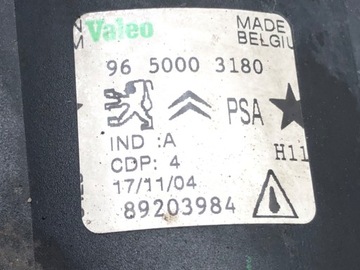 Valeo
MADE
BELGIU
96 5000 3180
PSA
IND :A
H11
CDP: 4
17/11/04
89203984